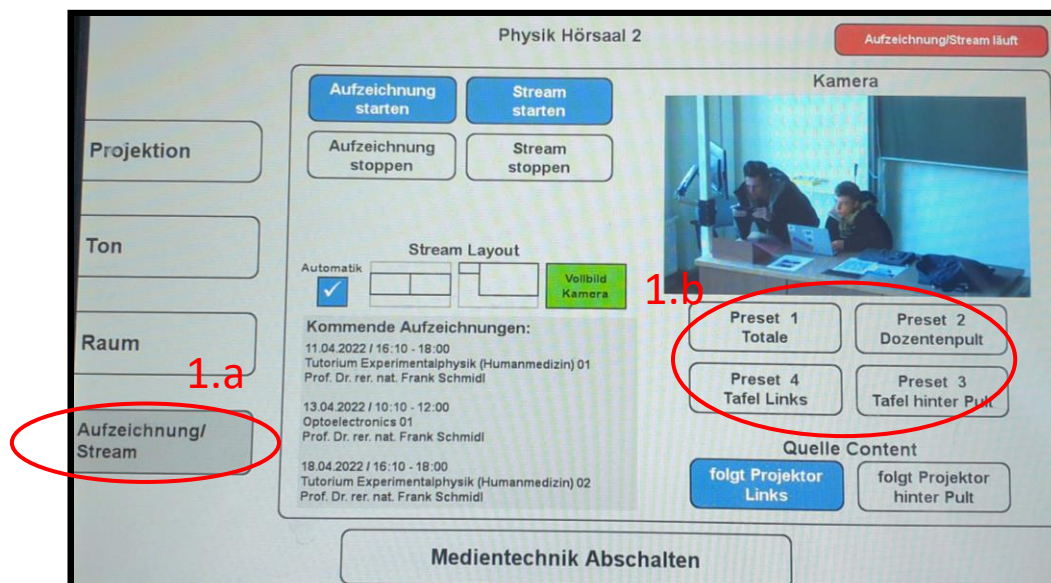 Physik Hörsaal 2
Aufzeichnung/Stream läuft
Projektion
Ton
Raum
1.a
Aufzeichnung/
Stream
Aufzeichnung
starten
Stream
starten
Aufzeichnung
stoppen
Stream
stoppen
Stream Layout
Automatik
Vollbild
Kamera
Kommende Aufzeichnungen:
11.04.2022 / 16:10 - 18:00
Tutorium Experimentalphysik (Humanmedizin) 01
Prof. Dr. rer. nat. Frank Schmidl
13.04.2022 / 10:10 - 12:00
Optoelectronics 01
Prof. Dr. rer. nat. Frank Schmidl
18.04.2022 / 16:10 - 18:00
Tutorium Experimentalphysik (Humanmedizin) 02
Prof. Dr. rer. nat. Frank Schmidl
Kamera
1.b
Preset 1
Totale
Preset 2
Dozentenpult
Preset 4
Tafel Links
Preset 3
Tafel hinter Pult
Quelle Content
folgt Projektor
Links
folgt Projektor
hinter Pult
Medientechnik Abschalten